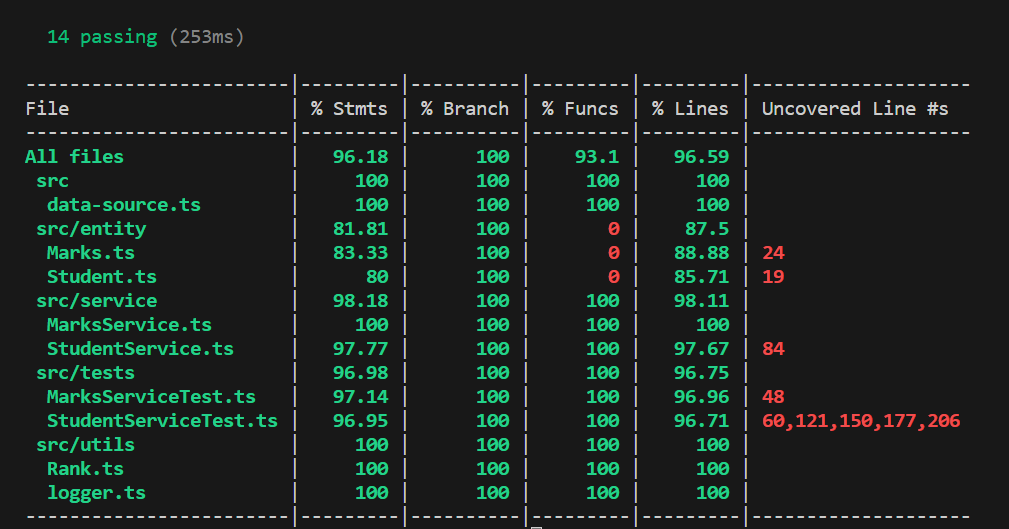 14 passing (253ms)
------------------------|---------|----------|---------|---------|--------------------
File                    | % Stmts | % Branch | % Funcs | % Lines | Uncovered Line #s
------------------------|---------|----------|---------|---------|--------------------
All files               |   96.18 |      100 |    93.1 |   96.59 |
 src                    |     100 |      100 |     100 |     100 |
  data-source.ts        |     100 |      100 |     100 |     100 |
 src/entity             |   81.81 |      100 |       0 |    87.5 |
  Marks.ts              |   83.33 |      100 |       0 |   88.88 | 24
  Student.ts            |      80 |      100 |       0 |   85.71 | 19
 src/service            |   98.18 |      100 |     100 |   98.11 |
  MarksService.ts       |     100 |      100 |     100 |     100 |
  StudentService.ts     |   97.77 |      100 |     100 |   97.67 | 84
 src/tests              |   96.98 |      100 |     100 |   96.75 |
  MarksServiceTest.ts   |   97.14 |      100 |     100 |   96.96 | 48
  StudentServiceTest.ts |   96.95 |      100 |     100 |   96.71 | 60,121,150,177,206
 src/utils              |     100 |      100 |     100 |     100 |
  Rank.ts               |     100 |      100 |     100 |     100 |
  logger.ts             |     100 |      100 |     100 |     100 |
------------------------|---------|----------|---------|---------|--------------------